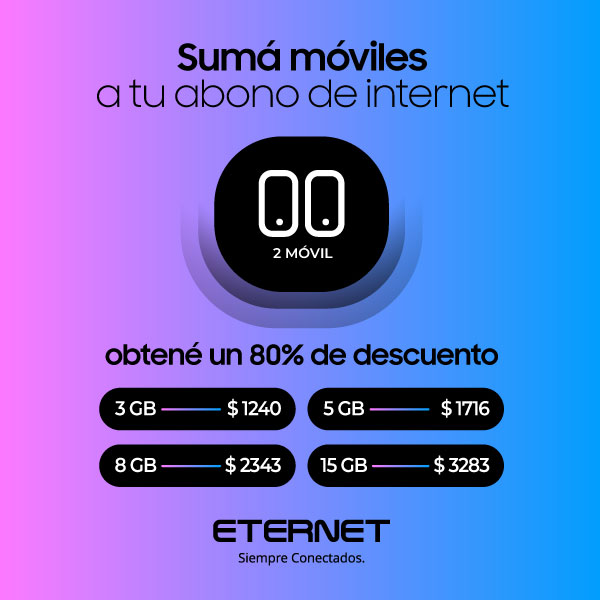 Sumá móviles
a tu abono de internet
2 MÓVIL
obtené un 80% de descuento
3 GB $ 1240
5 GB $ 1716
8 GB $ 2343
15 GB $ 3283
ETERNET
Siempre Conectados.